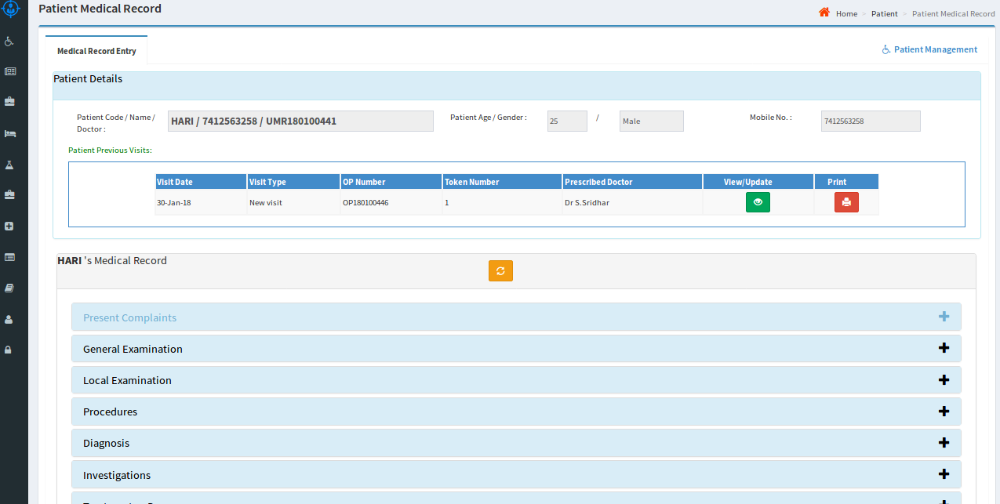 Patient Medical Record
Home > Patient > Patient Medical Record
Medical Record Entry
Patient Management
Patient Details
Patient Code / Name / Doctor :
HARI / 7412563258 / UMR180100441
Patient Age / Gender :
25 / Male
Mobile No. :
7412563258
Patient Previous Visits:
Visit Date Visit Type OP Number Token Number Prescribed Doctor View/Update Print
30-Jan-18 New visit OP180100446 1 Dr S.Sridhar
HARI 's Medical Record
Present Complaints
General Examination
Local Examination
Procedures
Diagnosis
Investigations